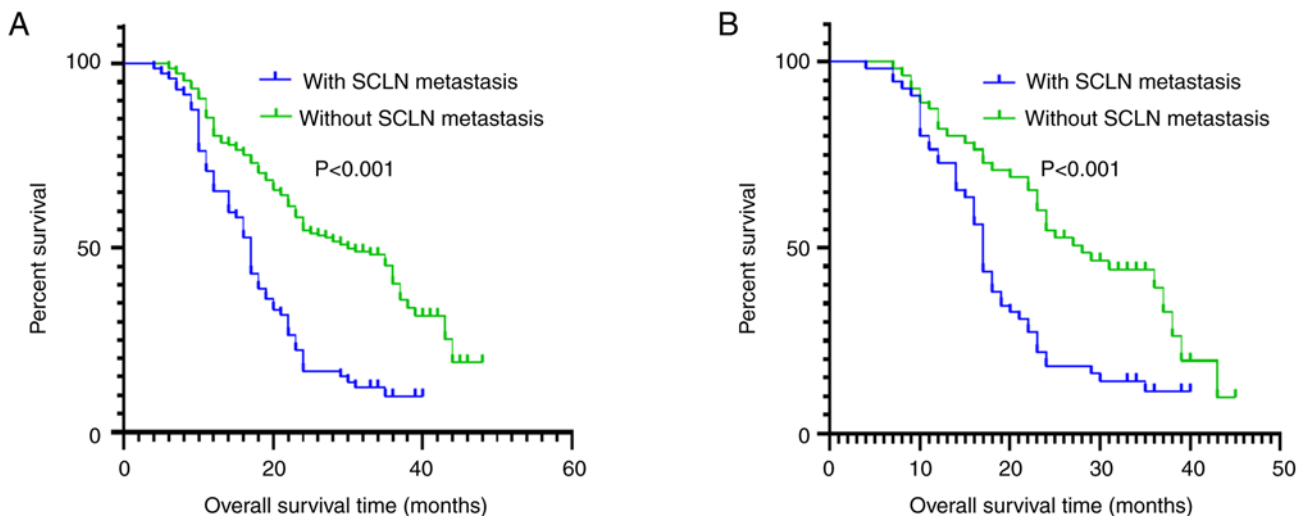 A
100
50
0
Percent survival
With SCLN metastasis
Without SCLN metastasis
P<0.001
0 20 40 60
Overall survival time (months)
B
100
50
0
Percent survival
With SCLN metastasis
Without SCLN metastasis
P<0.001
0 10 20 30 40 50
Overall survival time (months)